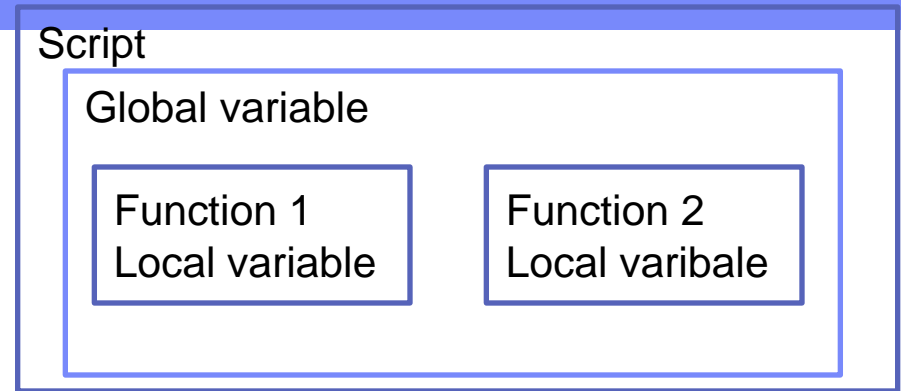 Script
Global variable
Function 1
Local variable
Function 2
Local varibale